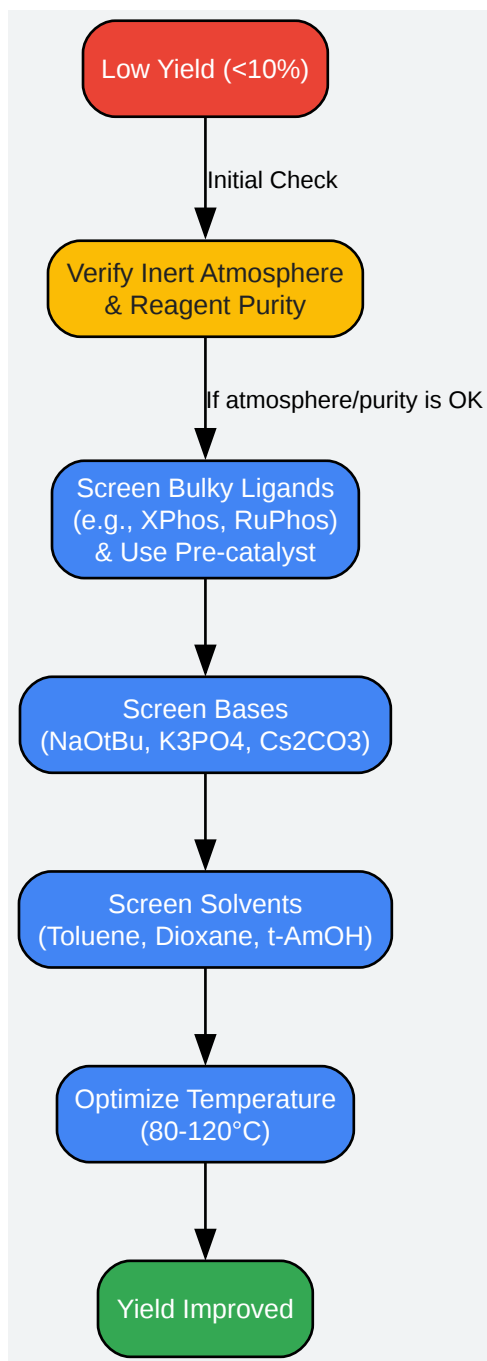 Low Yield (<10%)
Initial Check
Verify Inert Atmosphere
& Reagent Purity
If atmosphere/purity is OK
Screen Bulky Ligands
(e.g., XPhos, RuPhos)
& Use Pre-catalyst
Screen Bases
(NaOtBu, K3PO4, Cs2CO3)
Screen Solvents
(Toluene, Dioxane, t-AmOH)
Optimize Temperature
(80-120°C)
Yield Improved